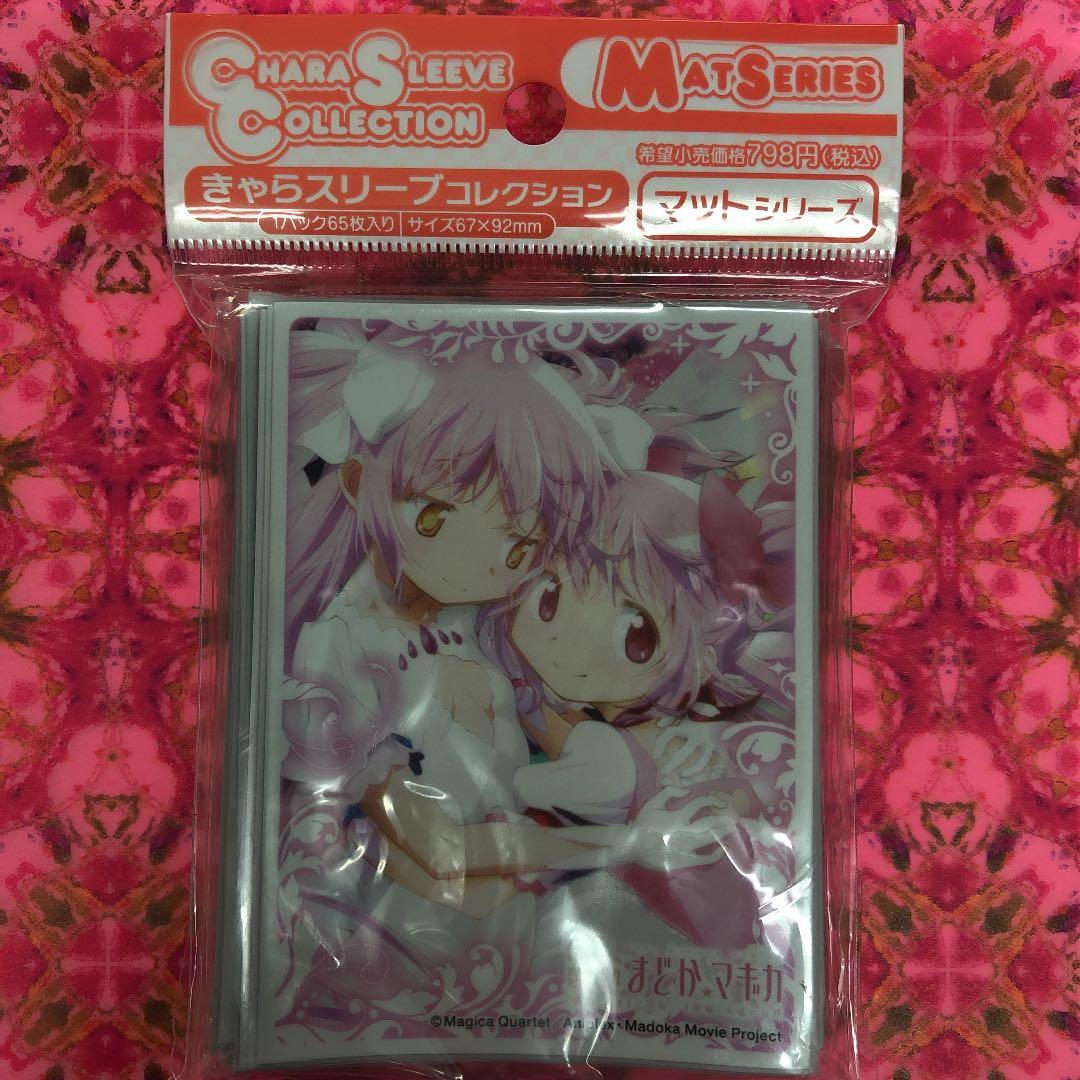 CHARA SLEEVE
COLLECTION
MAT SERIES
希望小売価格798円(税込)
きゃらスリーブコレクション
マットシリーズ
1パック65枚入り サイズ67×92mm
まどか★マギカ
©Magica Quartet/Aniplex・Madoka Movie Project